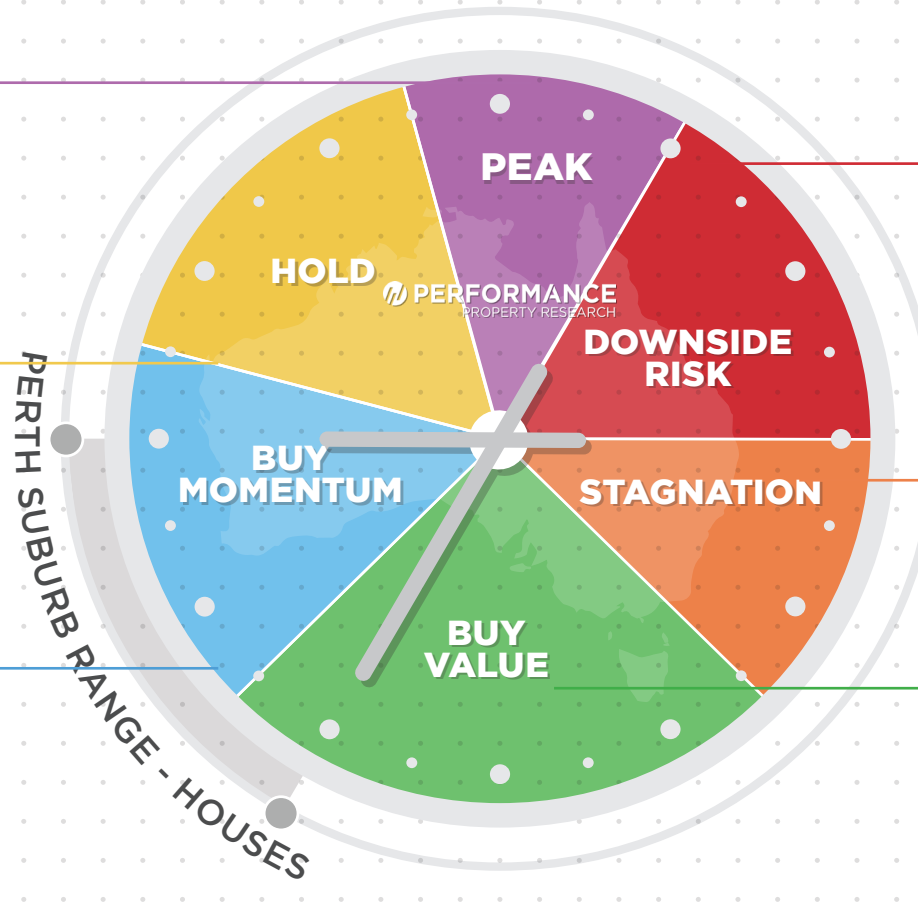 PEAK
HOLD
PERFORMANCE
PROPERTY RESEARCH
DOWNSIDE
RISK
BUY
MOMENTUM
STAGNATION
BUY
VALUE
PERTH SUBURB RANGE - HOUSES